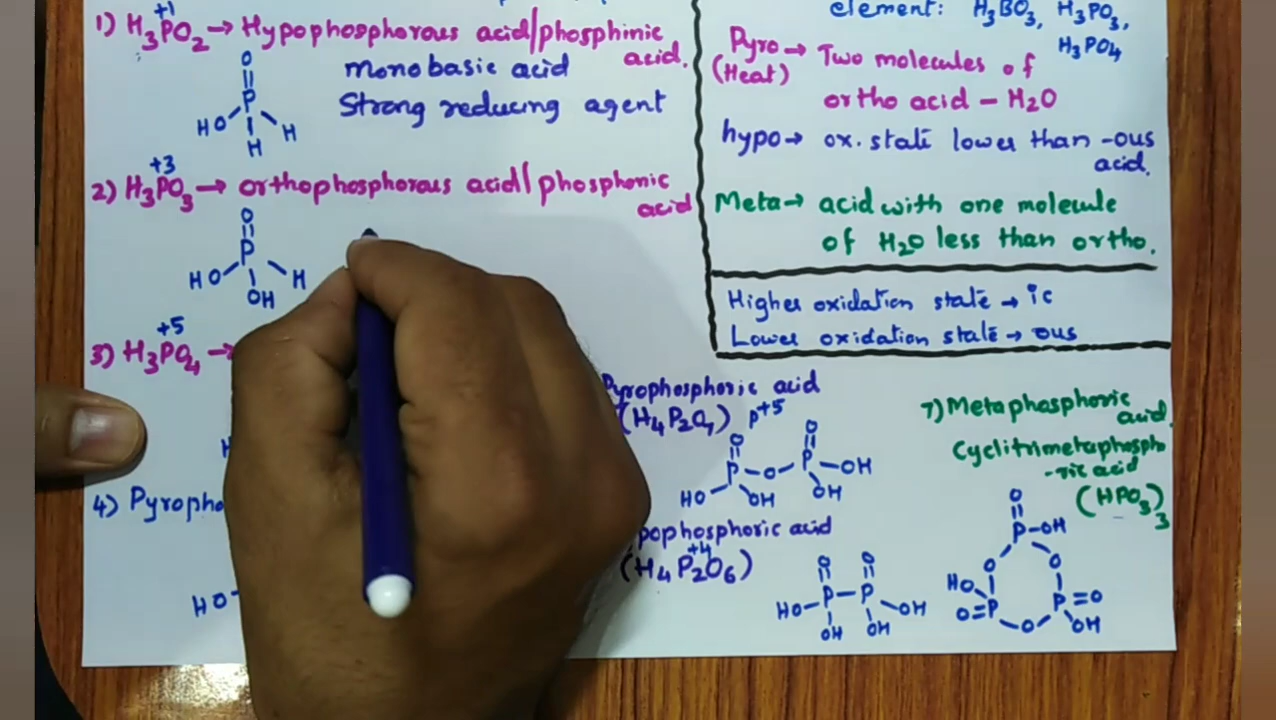 1) H3PO2 → Hypophosphorous acid/phosphinic acid.
+1
Monobasic acid
Strong reducing agent
O
P
HO H
H
2) H3PO3 → orthophosphorous acid/phosphonic acid
+3
O
P
HO H
OH
3) H3PO4 →
+5
4) Pyropho
HO
element: H3BO3, H3PO3,
H3PO4
Pyro → Two molecules of
(Heat) ortho acid - H2O
hypo → ox. state lower than -ous
acid.
Meta → acid with one molecule
of H2O less than ortho.
Higher oxidation state → ic
Lower oxidation state → ous
Pyrophosphoric acid
(H4P2O7) P+5
O O
P O P OH
HO OH OH
pophosphoric acid
+4
(H4P2O6)
O O
HO P P OH
OH OH
7) Metaphosphoric
acid
Cyclitrimetaphospho
-ric acid
(HPO3)3
O
P-OH
O O
HO
O=P P=O
O OH